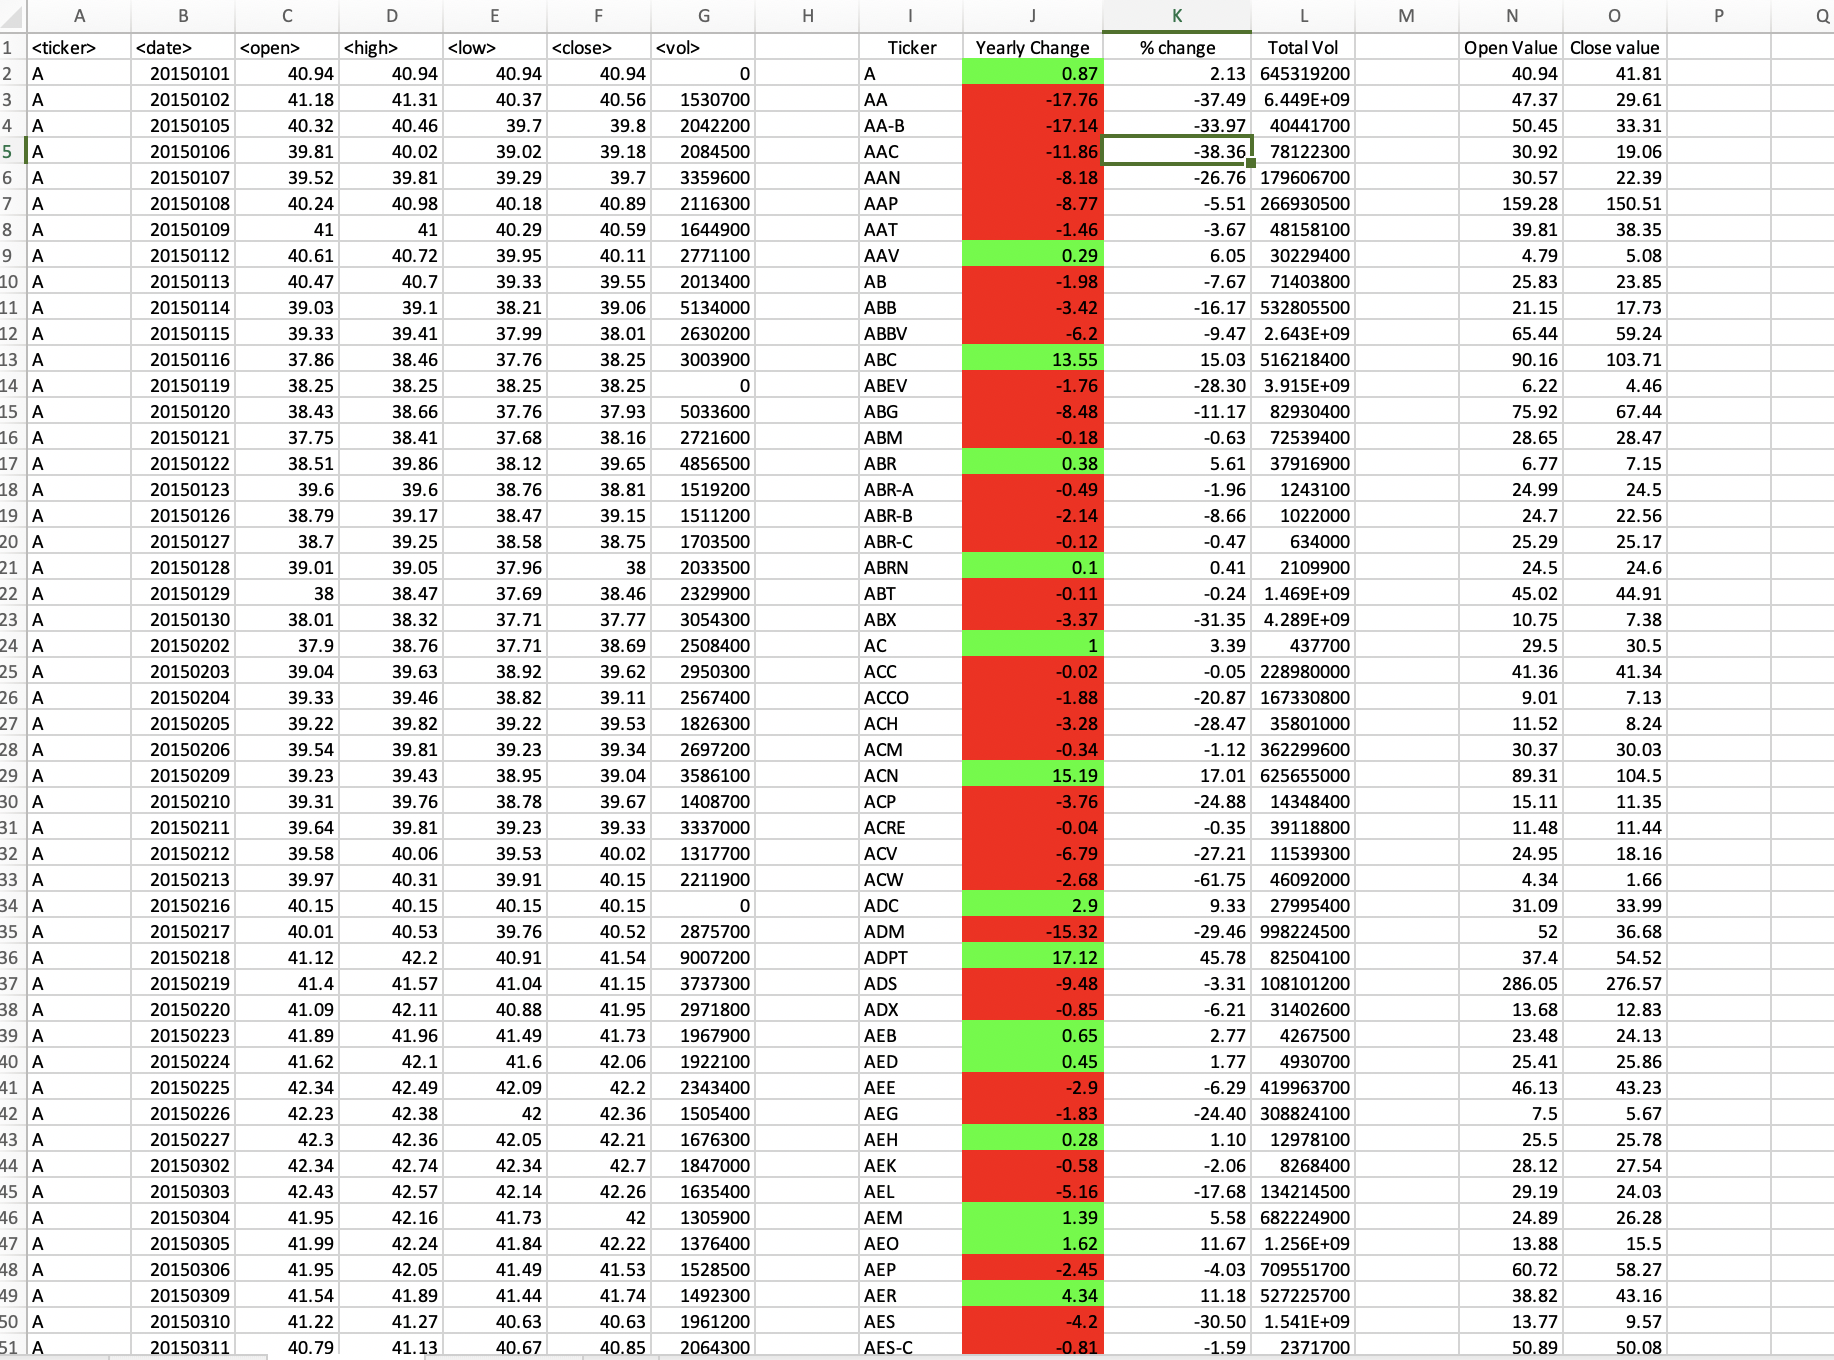 A B C D E F G H I J K L M N O P Q
1 <ticker> <date> <open> <high> <low> <close> <vol> Ticker Yearly Change % change Total Vol Open Value Close value
2 A 20150101 40.94 40.94 40.94 40.94 0 A 0.87 2.13 645319200 40.94 41.81
3 A 20150102 41.18 41.31 40.37 40.56 1530700 AA -17.76 -37.49 6.449E+09 47.37 29.61
4 A 20150105 40.32 40.46 39.7 39.8 2042200 AA-B -17.14 -33.97 40441700 50.45 33.31
5 A 20150106 39.81 40.02 39.02 39.18 2084500 AAC -11.86 -38.36 78122300 30.92 19.06
6 A 20150107 39.52 39.81 39.29 39.7 3359600 AAN -8.18 -26.76 179606700 30.57 22.39
7 A 20150108 40.24 40.98 40.18 40.89 2116300 AAP -8.77 -5.51 266930500 159.28 150.51
8 A 20150109 41 41 40.29 40.59 1644900 AAT -1.46 -3.67 48158100 39.81 38.35
9 A 20150112 40.61 40.72 39.95 40.11 2771100 AAV 0.29 6.05 30229400 4.79 5.08
10 A 20150113 40.47 40.7 39.33 39.55 2013400 AB -1.98 -7.67 71403800 25.83 23.85
11 A 20150114 39.03 39.1 38.21 39.06 5134000 ABB -3.42 -16.17 532805500 21.15 17.73
12 A 20150115 39.33 39.41 37.99 38.01 2630200 ABBV -6.2 -9.47 2.643E+09 65.44 59.24
13 A 20150116 37.86 38.46 37.76 38.25 3003900 ABC 13.55 15.03 516218400 90.16 103.71
14 A 20150119 38.25 38.25 38.25 38.25 0 ABEV -1.76 -28.30 3.915E+09 6.22 4.46
15 A 20150120 38.43 38.66 37.76 37.93 5033600 ABG -8.48 -11.17 82930400 75.92 67.44
16 A 20150121 37.75 38.41 37.68 38.16 2721600 ABM -0.18 -0.63 72539400 28.65 28.47
17 A 20150122 38.51 39.86 38.12 39.65 4856500 ABR 0.38 5.61 37916900 6.77 7.15
18 A 20150123 39.6 39.6 38.76 38.81 1519200 ABR-A -0.49 -1.96 1243100 24.99 24.5
19 A 20150126 38.79 39.17 38.47 39.15 1511200 ABR-B -2.14 -8.66 1022000 24.7 22.56
20 A 20150127 38.7 39.25 38.58 38.75 1703500 ABR-C -0.12 -0.47 634000 25.29 25.17
21 A 20150128 39.01 39.05 37.96 38 2033500 ABRN 0.1 0.41 2109900 24.5 24.6
22 A 20150129 38 38.47 37.69 38.46 2329900 ABT -0.11 -0.24 1.469E+09 45.02 44.91
23 A 20150130 38.01 38.32 37.71 37.77 3054300 ABX -3.37 -31.35 4.289E+09 10.75 7.38
24 A 20150202 37.9 38.76 37.71 38.69 2508400 AC 1 3.39 437700 29.5 30.5
25 A 20150203 39.04 39.63 38.92 39.62 2950300 ACC -0.02 -0.05 228980000 41.36 41.34
26 A 20150204 39.33 39.46 38.82 39.11 2567400 ACCO -1.88 -20.87 167330800 9.01 7.13
27 A 20150205 39.22 39.82 39.22 39.53 1826300 ACH -3.28 -28.47 35801000 11.52 8.24
28 A 20150206 39.54 39.81 39.23 39.34 2697200 ACM -0.34 -1.12 362299600 30.37 30.03
29 A 20150209 39.23 39.43 38.95 39.04 3586100 ACN 15.19 17.01 625655000 89.31 104.5
30 A 20150210 39.31 39.76 38.78 39.67 1408700 ACP -3.76 -24.88 14348400 15.11 11.35
31 A 20150211 39.64 39.81 39.23 39.33 3337000 ACRE -0.04 -0.35 39118800 11.48 11.44
32 A 20150212 39.58 40.06 39.53 40.02 1317700 ACV -6.79 -27.21 11539300 24.95 18.16
33 A 20150213 39.97 40.31 39.91 40.15 2211900 ACW -2.68 -61.75 46092000 4.34 1.66
34 A 20150216 40.15 40.15 40.15 40.15 0 ADC 2.9 9.33 27995400 31.09 33.99
35 A 20150217 40.01 40.53 39.76 40.52 2875700 ADM -15.32 -29.46 998224500 52 36.68
36 A 20150218 41.12 42.2 40.91 41.54 9007200 ADPT 17.12 45.78 82504100 37.4 54.52
37 A 20150219 41.4 41.57 41.04 41.15 3737300 ADS -9.48 -3.31 108101200 286.05 276.57
38 A 20150220 41.09 42.11 40.88 41.95 2971800 ADX -0.85 -6.21 31402600 13.68 12.83
39 A 20150223 41.89 41.96 41.49 41.73 1967900 AEB 0.65 2.77 4267500 23.48 24.13
40 A 20150224 41.62 42.1 41.6 42.06 1922100 AED 0.45 1.77 4930700 25.41 25.86
41 A 20150225 42.34 42.49 42.09 42.2 2343400 AEE -2.9 -6.29 419963700 46.13 43.23
42 A 20150226 42.23 42.38 42 42.36 1505400 AEG -1.83 -24.40 308824100 7.5 5.67
43 A 20150227 42.3 42.36 42.05 42.21 1676300 AEH 0.28 1.10 12978100 25.5 25.78
44 A 20150302 42.34 42.74 42.34 42.7 1847000 AEK -0.58 -2.06 8268400 28.12 27.54
45 A 20150303 42.43 42.57 42.14 42.26 1635400 AEL -5.16 -17.68 134214500 29.19 24.03
46 A 20150304 41.95 42.16 41.73 42 1305900 AEM 1.39 5.58 682224900 24.89 26.28
47 A 20150305 41.99 42.24 41.84 42.22 1376400 AEO 1.62 11.67 1.256E+09 13.88 15.5
48 A 20150306 41.95 42.05 41.49 41.53 1528500 AEP -2.45 -4.03 709551700 60.72 58.27
49 A 20150309 41.54 41.89 41.44 41.74 1492300 AER 4.34 11.18 527225700 38.82 43.16
50 A 20150310 41.22 41.27 40.63 40.63 1961200 AES -4.2 -30.50 1.541E+09 13.77 9.57
51 A 20150311 40.79 41.13 40.67 40.85 2064300 AES-C -0.81 -1.59 2371700 50.89 50.08